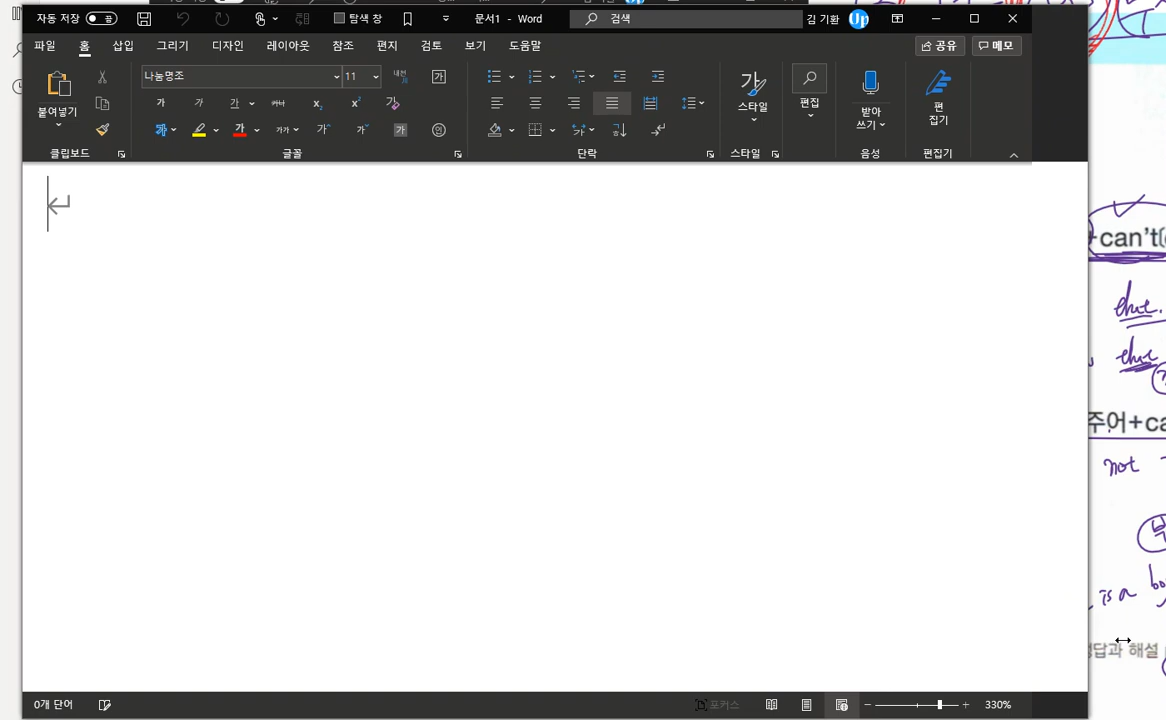 자동 저장 끔 탐색 창 문서1 - Word 검색 김 기환 Up
파일 홈 삽입 그리기 디자인 레이아웃 참조 편지 검토 보기 도움말 공유 메모
나눔명조 11
붙여넣기 스타일 편집 받아쓰기 편집기
클립보드 글꼴 단락 스타일 음성 편집기
+can't
주어+ca
not
is a
답과 해설
0개 단어 포커스 330%